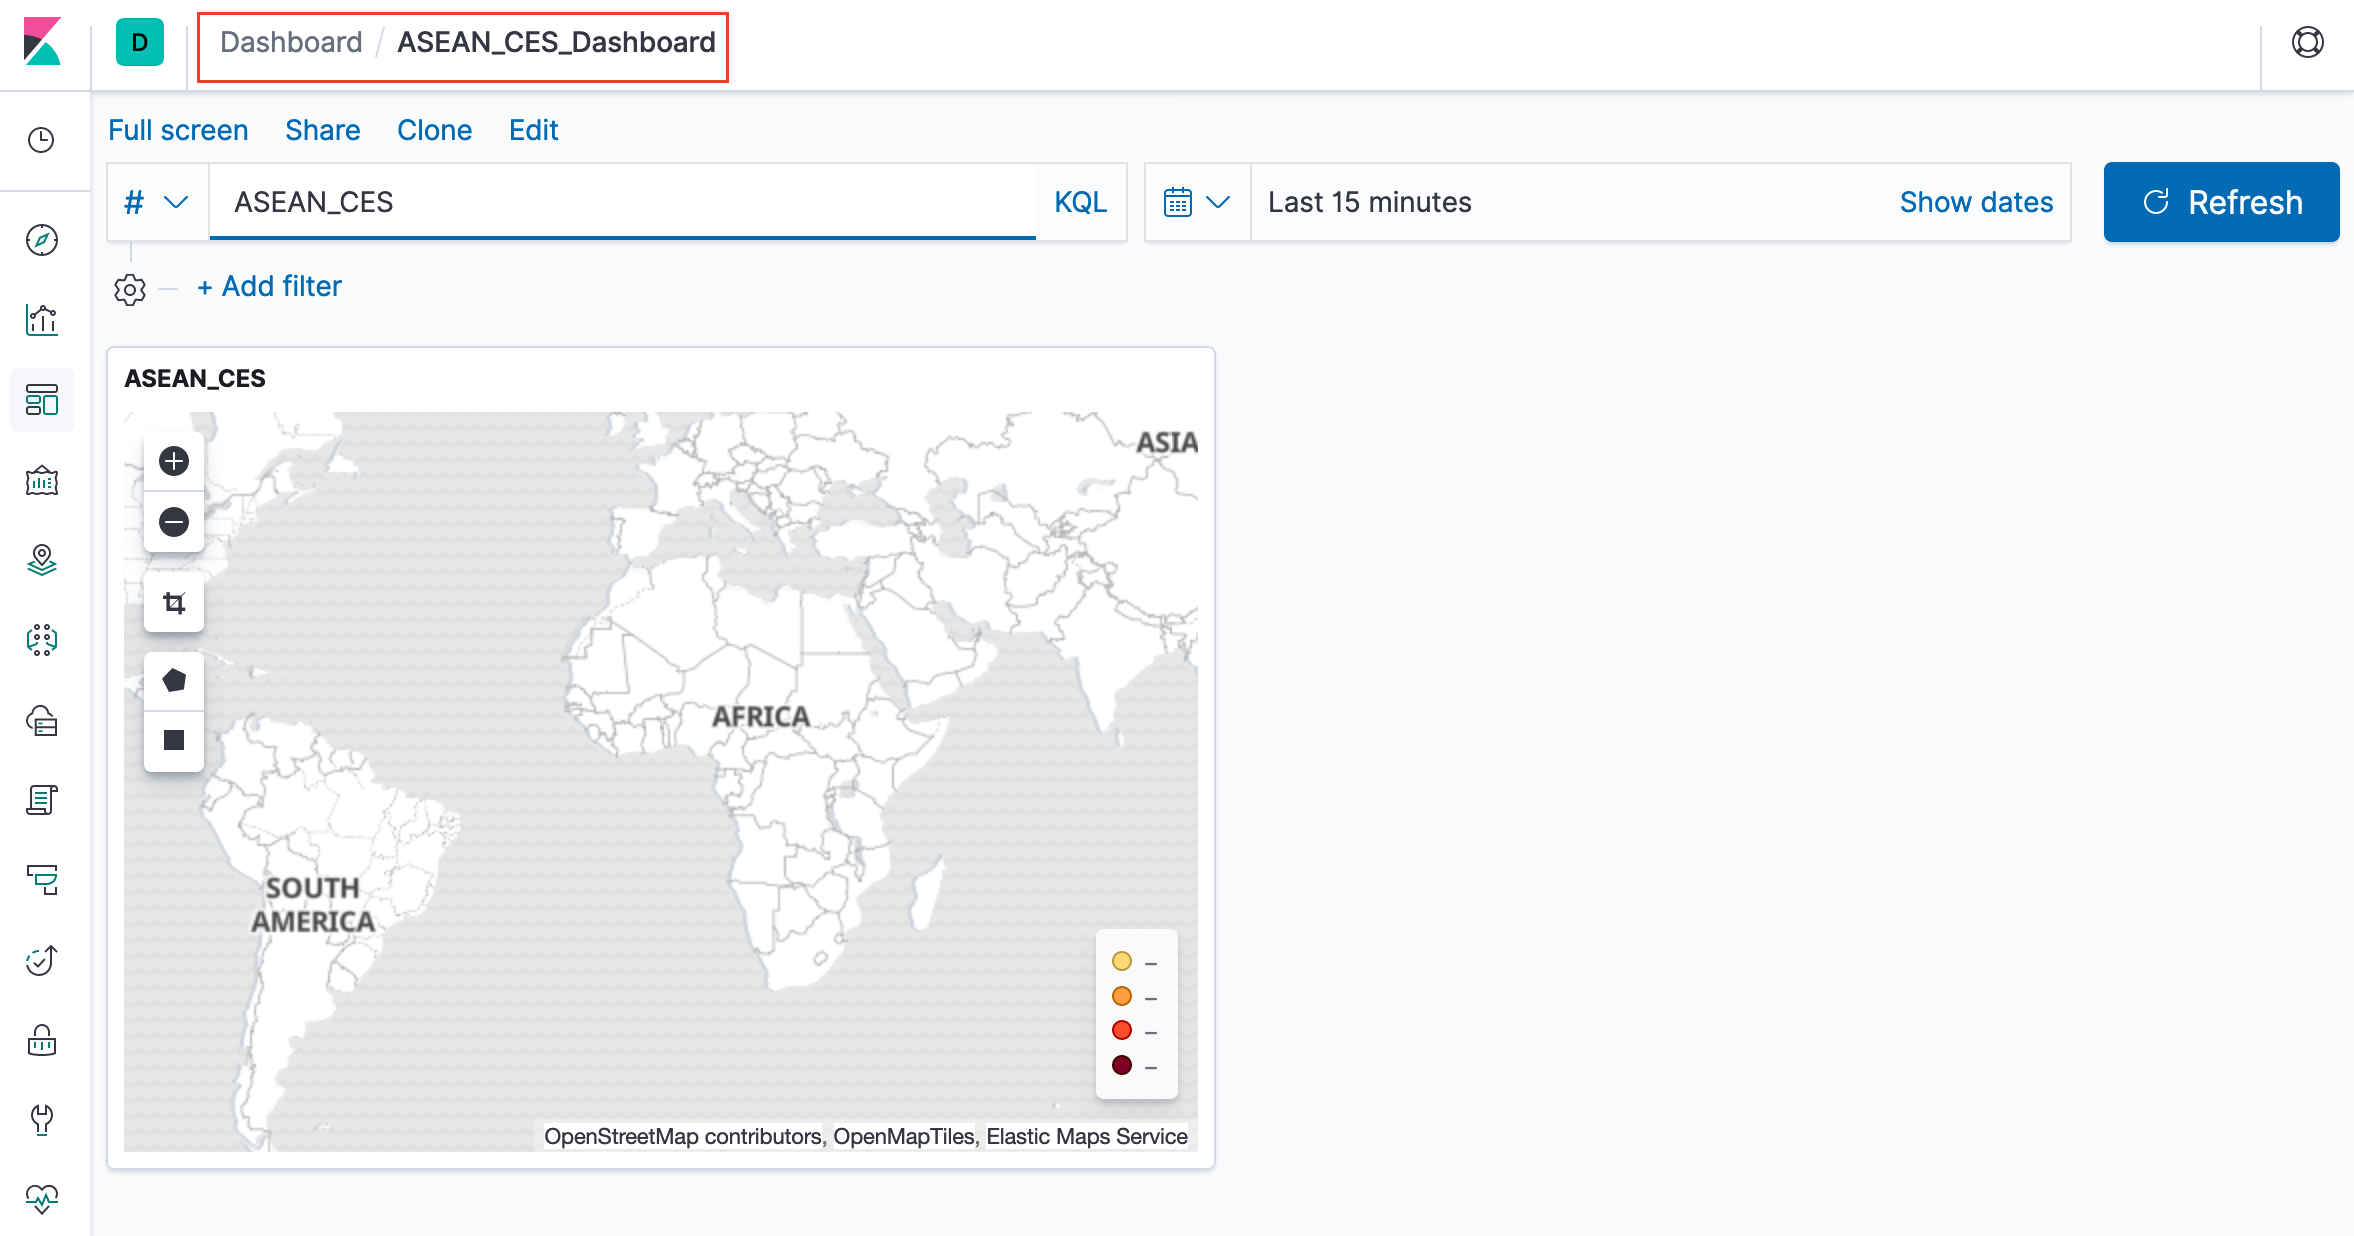 D
Dashboard / ASEAN_CES_Dashboard
Full screen Share Clone Edit
# ASEAN_CES KQL Last 15 minutes Show dates Refresh
+ Add filter
ASEAN_CES
ASIA
AFRICA
SOUTH
AMERICA
–
–
–
–
OpenStreetMap contributors, OpenMapTiles, Elastic Maps Service